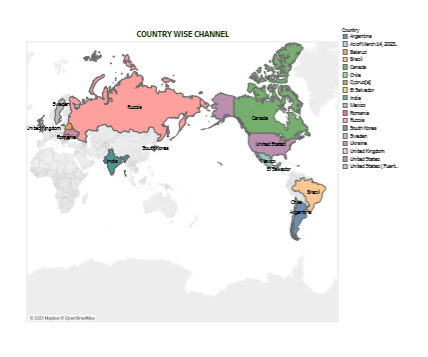 COUNTRY WISE CHANNEL
Country
Argentina
As of March 14, 2023..
Belarus
Brazil
Canada
Chile
Cyprus[a]
El Salvador
India
Mexico
Romania
Russia
South Korea
Sweden
Ukraine
United Kingdom
United States
United States ( Puert..
Sweden
Russia
United Kingdom
Romania
South Korea
India
Canada
United States
Mexico
El Salvador
Brazil
Chile
Argentina
© 2023 Mapbox © OpenStreetMap